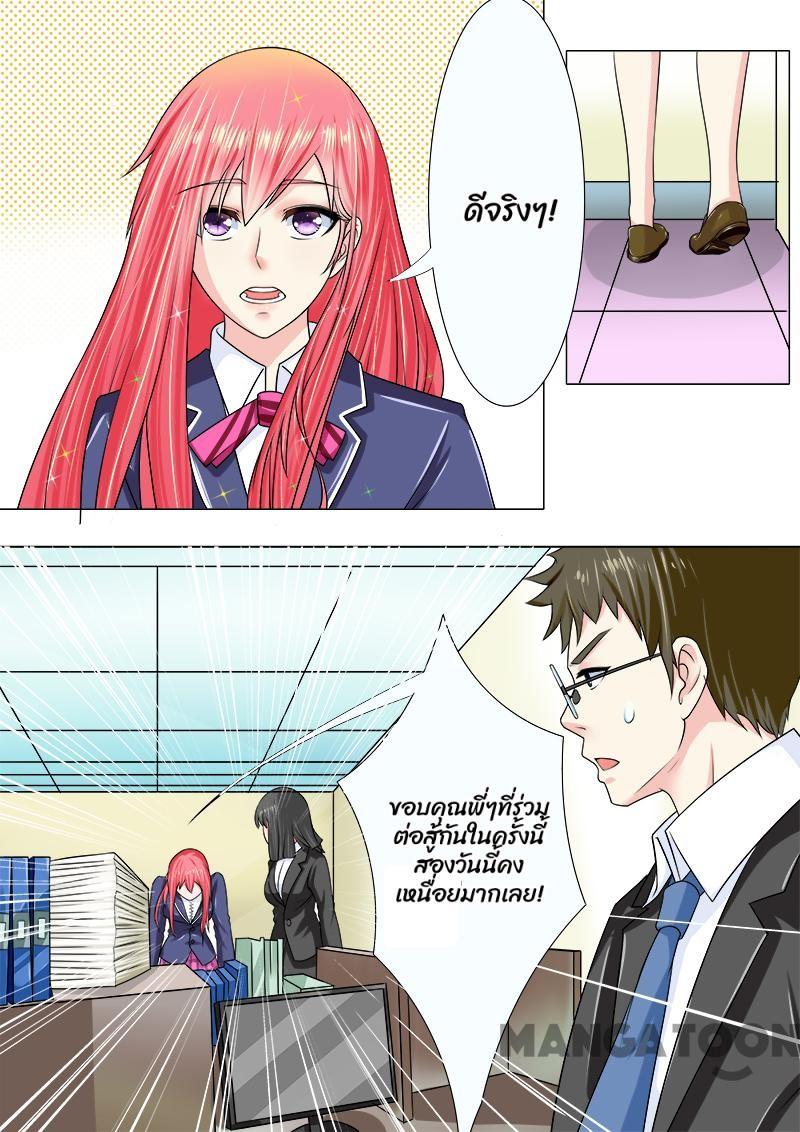 ดีจริงๆ!
ขอบคุณพี่ๆที่ร่วม
ต่อสู้กันในครั้งนี้
สองวันนี้คง
เหนื่อยมากเลย!
MANGATOON